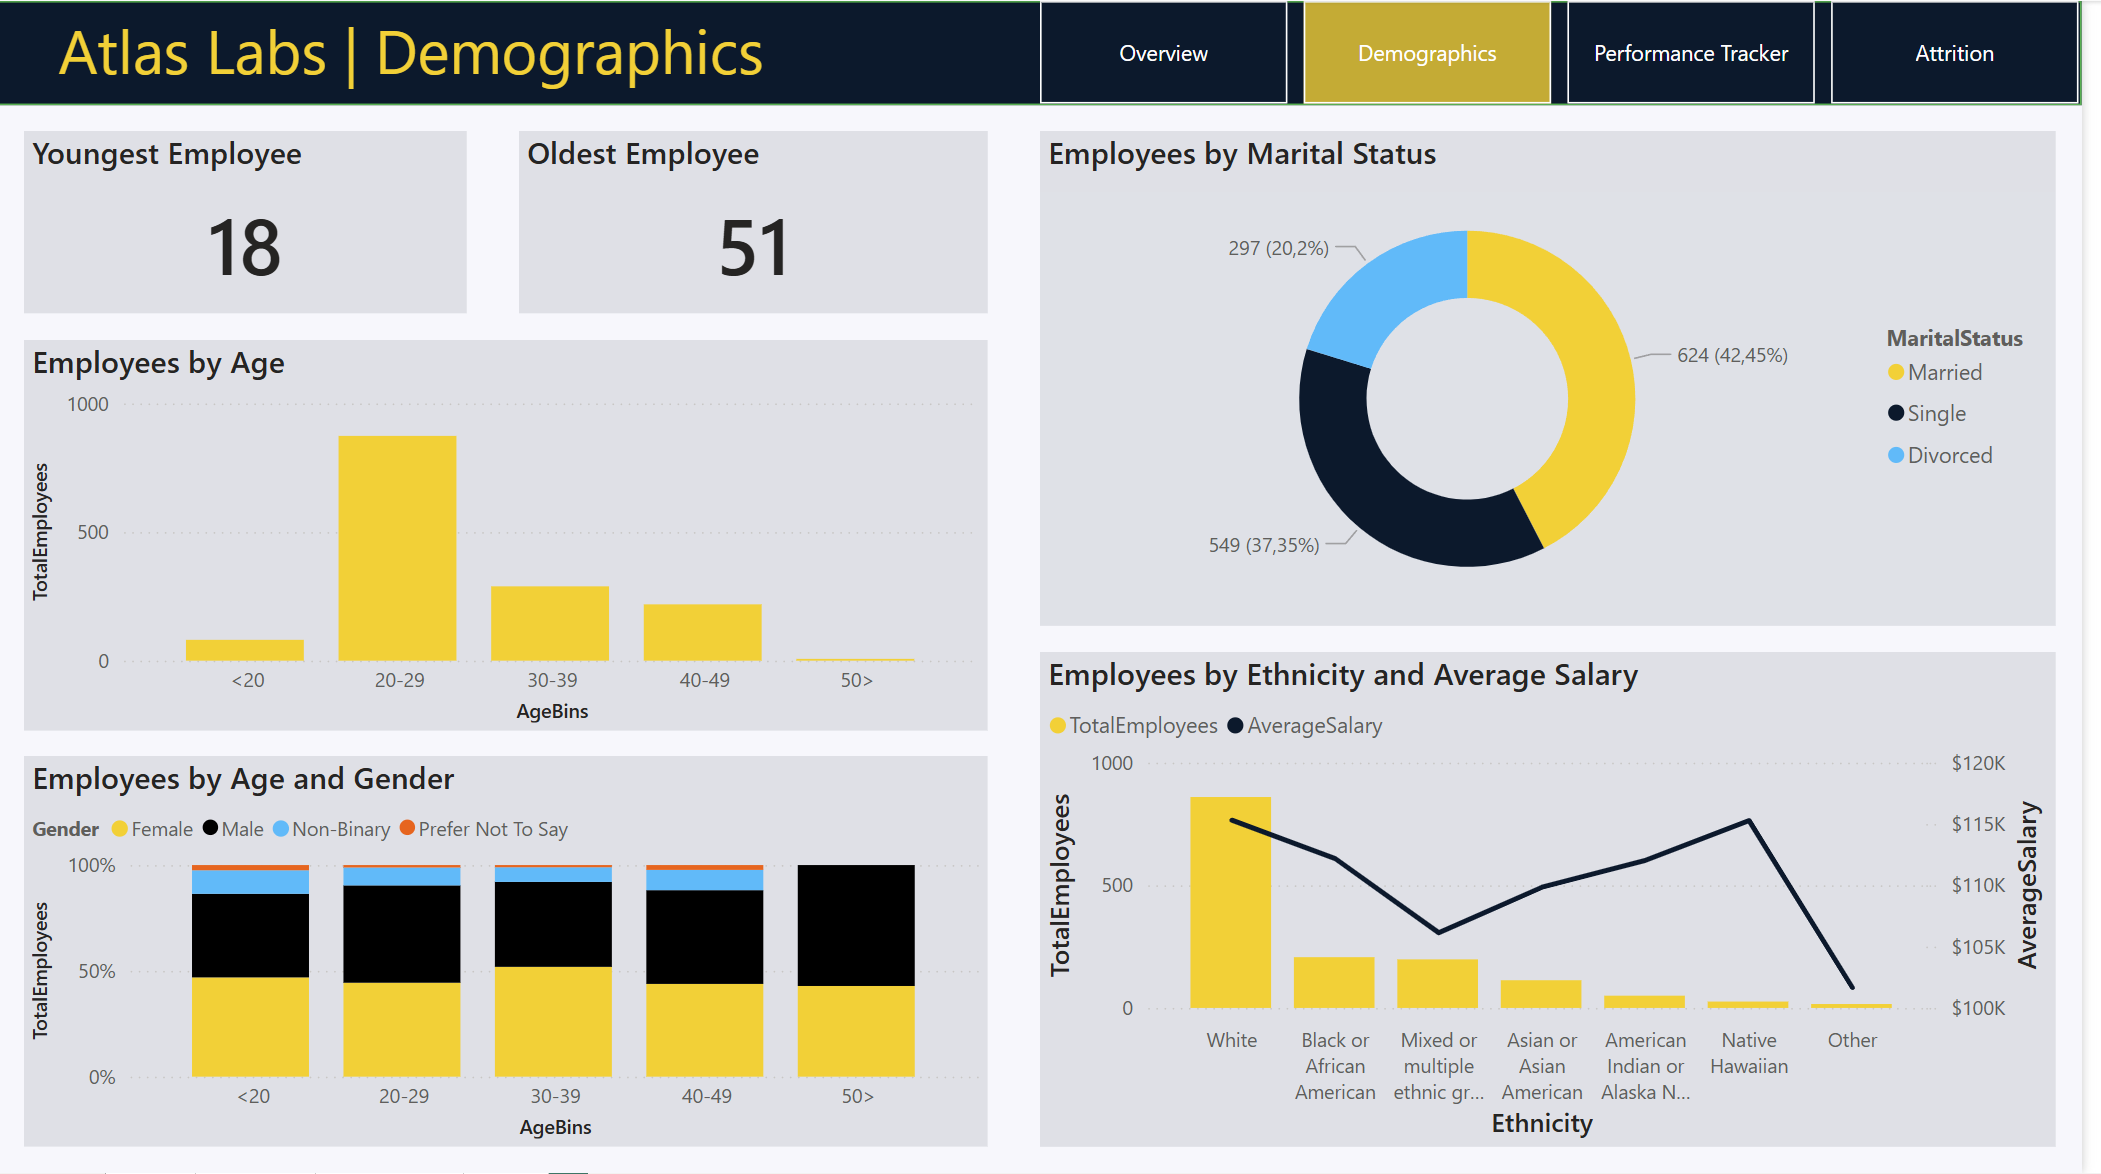 Atlas Labs | Demographics
Overview
Demographics
Performance Tracker
Attrition
Youngest Employee
18
Oldest Employee
51
Employees by Age
TotalEmployees
1000
500
0
<20
20-29
30-39
40-49
50>
AgeBins
Employees by Age and Gender
Gender Female Male Non-Binary Prefer Not To Say
TotalEmployees
100%
50%
0%
<20
20-29
30-39
40-49
50>
AgeBins
Employees by Marital Status
297 (20,2%)
624 (42,45%)
549 (37,35%)
MaritalStatus
Married
Single
Divorced
Employees by Ethnicity and Average Salary
TotalEmployees AverageSalary
TotalEmployees
1000
500
0
$120K
$115K
$110K
$105K
$100K
AverageSalary
White
Black or
African
American
Mixed or
multiple
ethnic gr...
Asian or
Asian
American
American
Indian or
Alaska N...
Native
Hawaiian
Other
Ethnicity